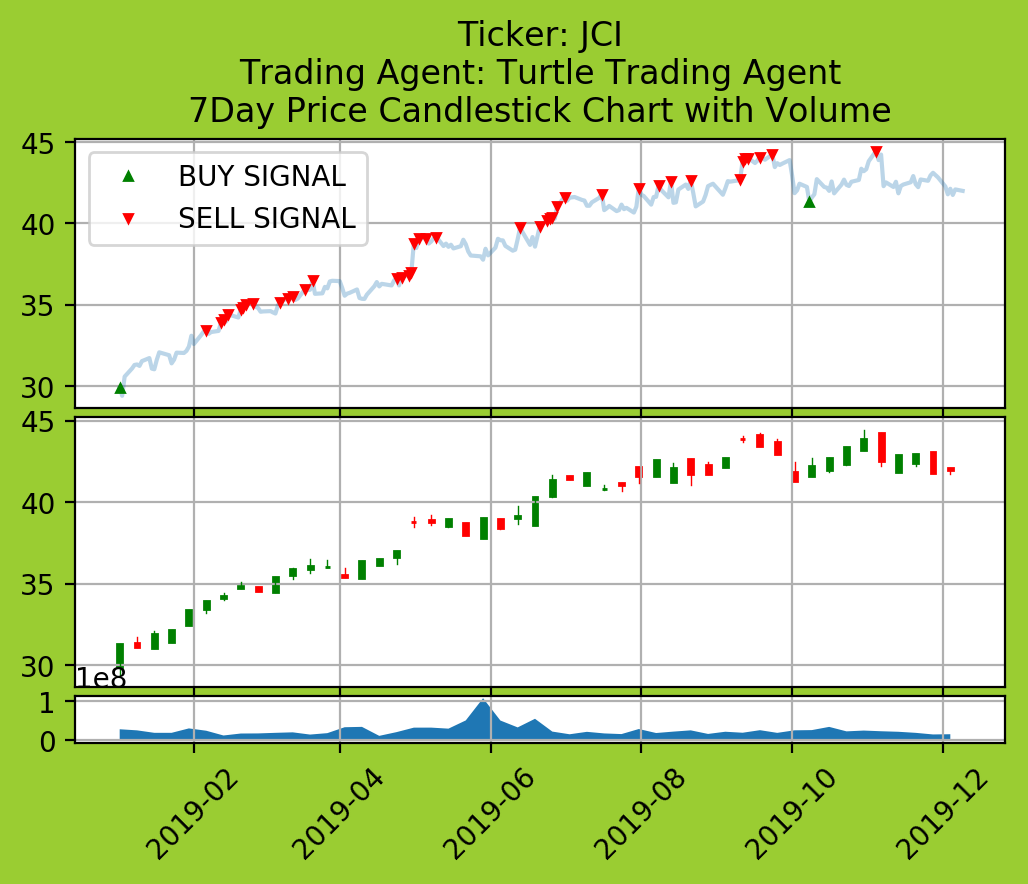 Ticker: JCI
Trading Agent: Turtle Trading Agent
7Day Price Candlestick Chart with Volume
45
BUY SIGNAL
SELL SIGNAL
40
35
30
45
40
35
30
1e8
1
0
2019-02
2019-04
2019-06
2019-08
2019-10
2019-12